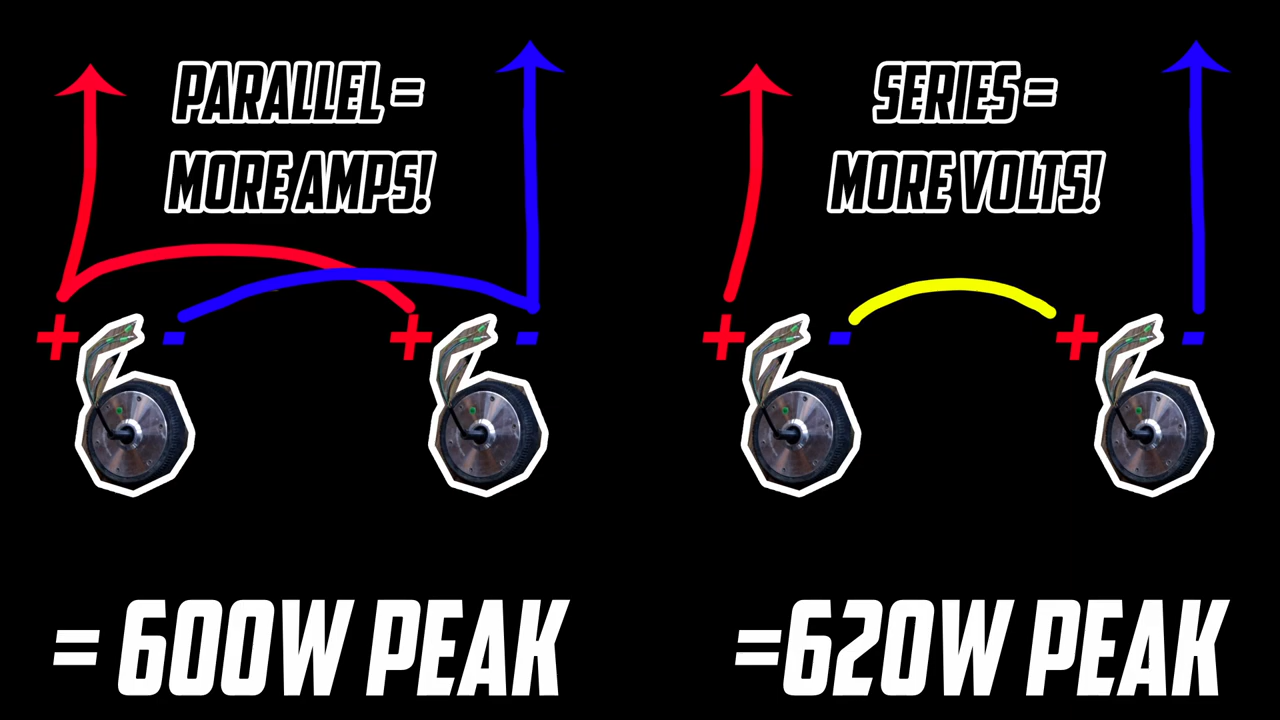 PARALLEL =
MORE AMPS!
SERIES =
MORE VOLTS!
+ - + -
+ - + -
= 600W PEAK
=620W PEAK